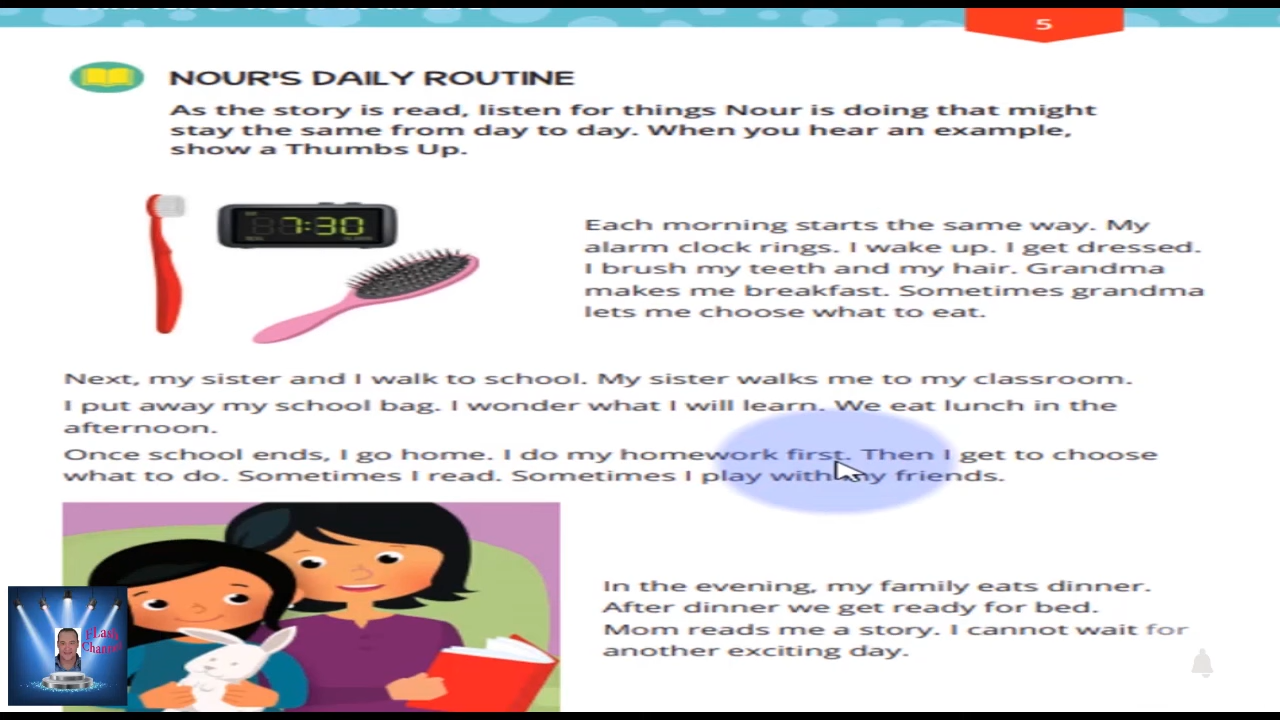 5
NOUR'S DAILY ROUTINE
As the story is read, listen for things Nour is doing that might
stay the same from day to day. When you hear an example,
show a Thumbs Up.
7:30
Each morning starts the same way. My
alarm clock rings. I wake up. I get dressed.
I brush my teeth and my hair. Grandma
makes me breakfast. Sometimes grandma
lets me choose what to eat.
Next, my sister and I walk to school. My sister walks me to my classroom.
I put away my school bag. I wonder what I will learn. We eat lunch in the
afternoon.
Once school ends, I go home. I do my homework first. Then I get to choose
what to do. Sometimes I read. Sometimes I play with my friends.
In the evening, my family eats dinner.
After dinner we get ready for bed.
Mom reads me a story. I cannot wait for
another exciting day.
FLash
Channel